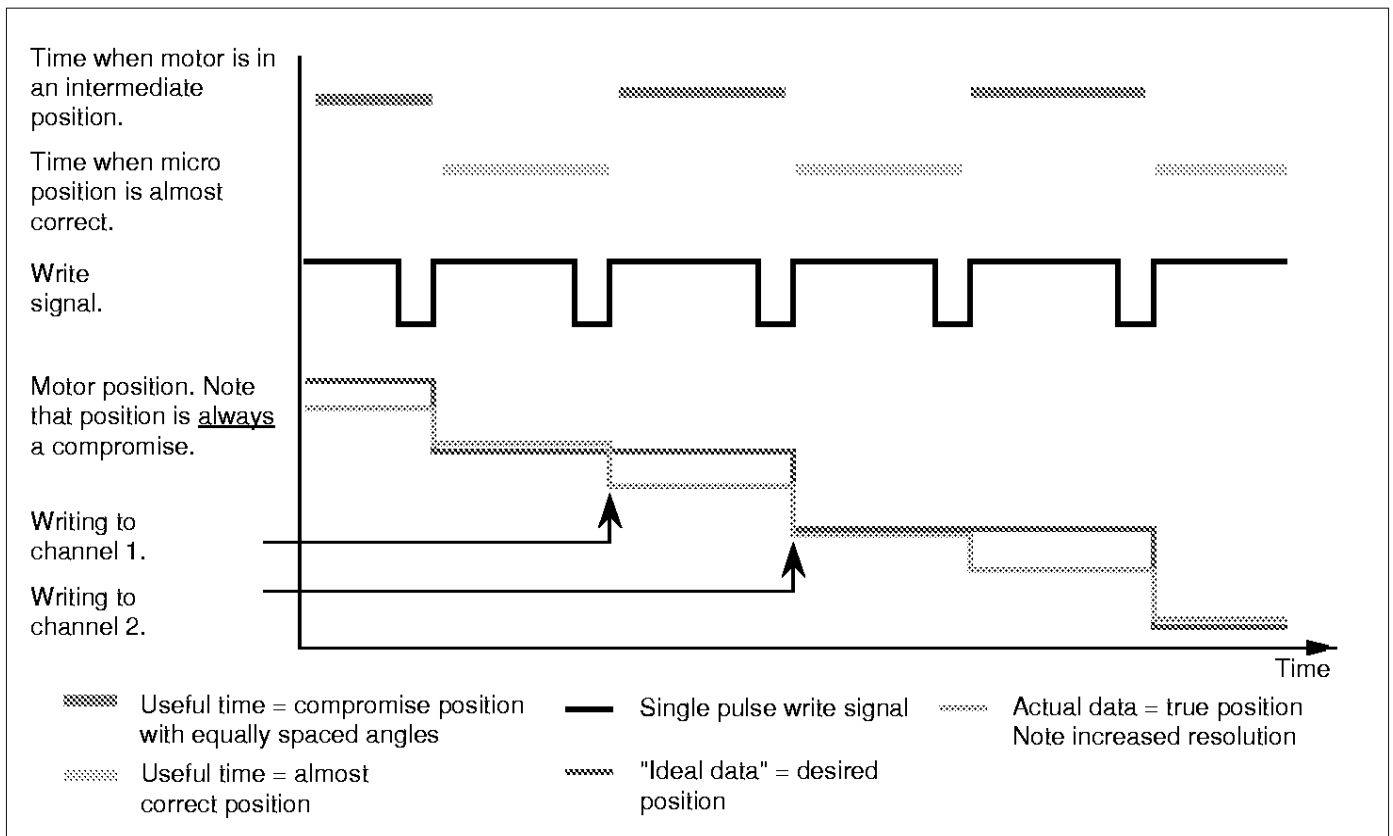 Time when motor is in
an intermediate
position.
Time when micro
position is almost
correct.
Write
signal.
Motor position. Note
that position is always
a compromise.
Writing to
channel 1.
Writing to
channel 2.
Time
Useful time = compromise position
with equally spaced angles
Single pulse write signal
Actual data = true position
Note increased resolution
Useful time = almost
correct position
"Ideal data" = desired
position